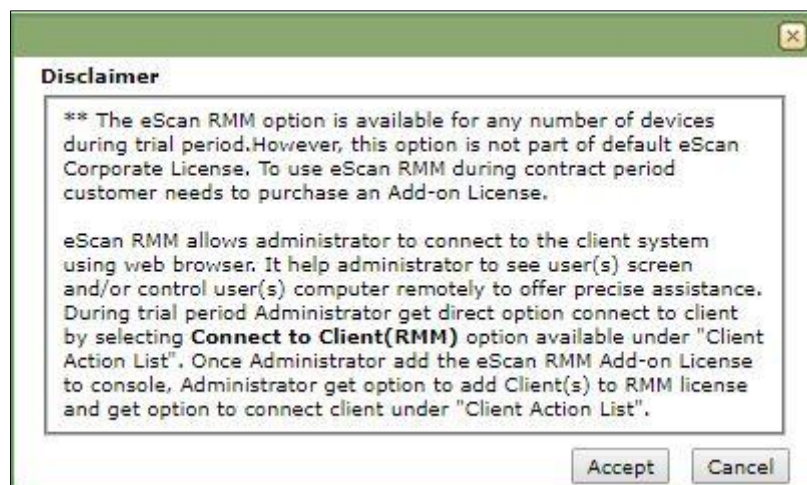 Disclaimer
** The eScan RMM option is available for any number of devices
during trial period.However, this option is not part of default eScan
Corporate License. To use eScan RMM during contract period
customer needs to purchase an Add-on License.
eScan RMM allows administrator to connect to the client system
using web browser. It help administrator to see user(s) screen
and/or control user(s) computer remotely to offer precise assistance.
During trial period Administrator get direct option connect to client
by selecting Connect to Client(RMM) option available under "Client
Action List". Once Administrator add the eScan RMM Add-on License
to console, Administrator get option to add Client(s) to RMM license
and get option to connect client under "Client Action List".
Accept Cancel